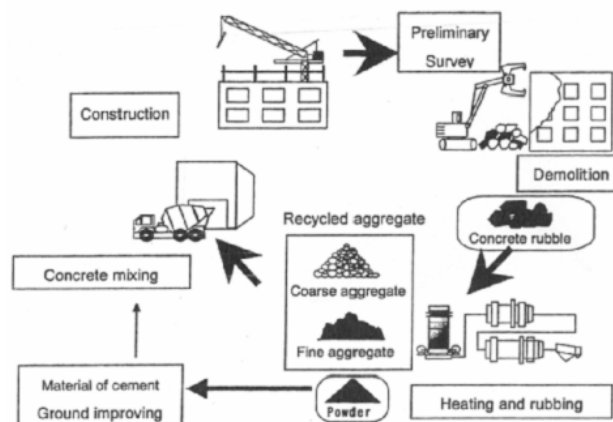 Preliminary
Survey
Construction
Demolition
Concrete rubble
Recycled aggregate
Coarse aggregate
Fine aggregate
Concrete mixing
Heating and rubbing
Powder
Material of cement
Ground improving